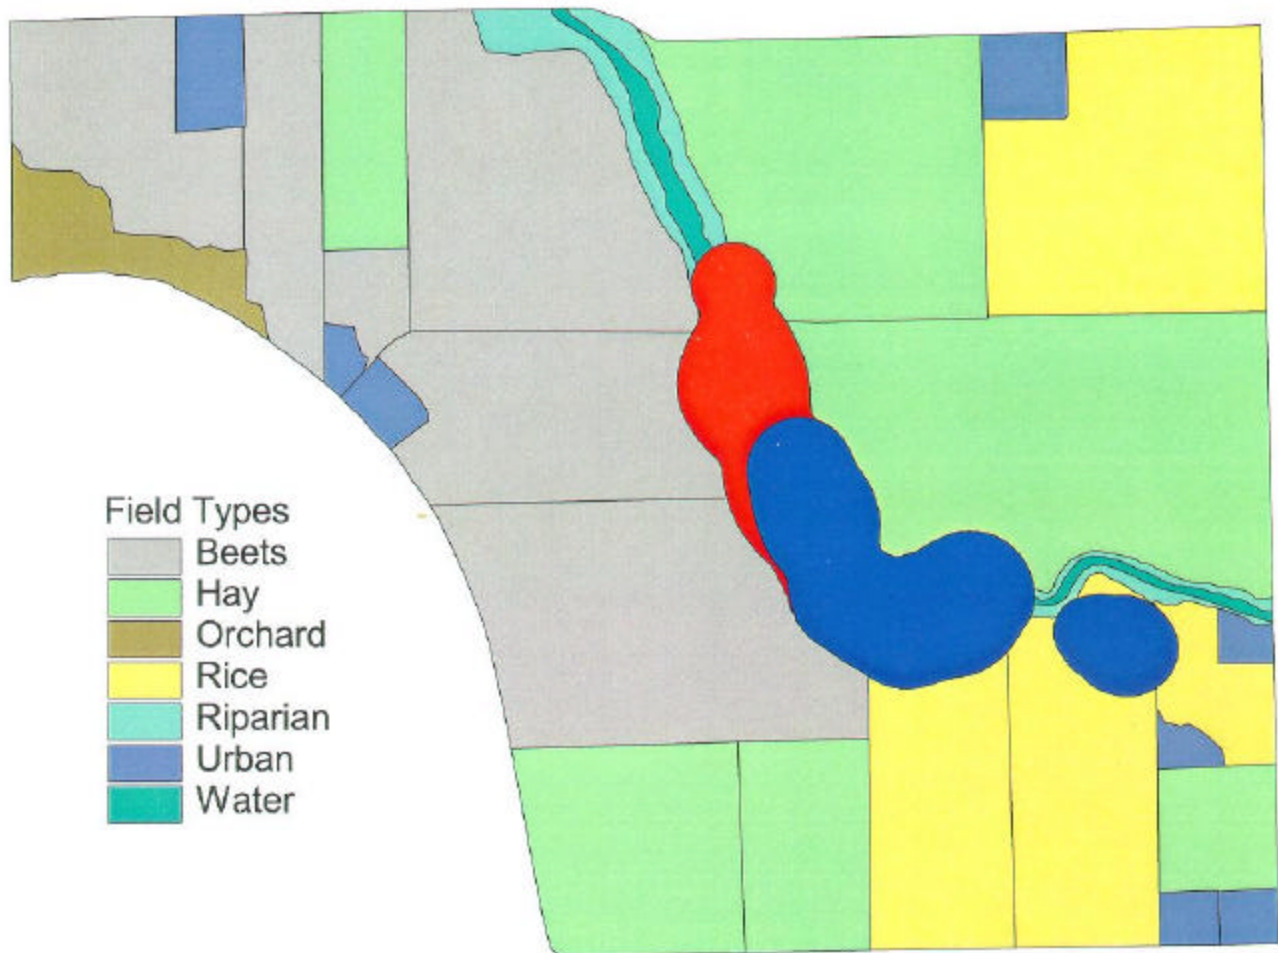 Field Types
Beets
Hay
Orchard
Rice
Riparian
Urban
Water